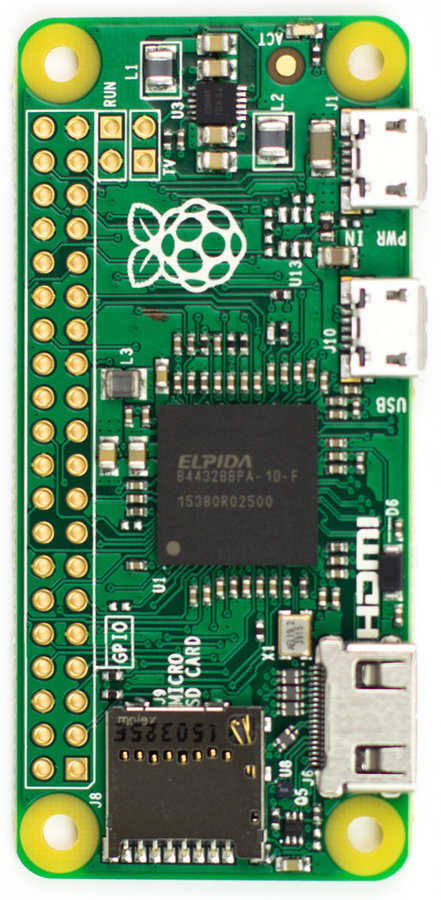 ACT
L1
RUN
U3
L2
J1
1V
PWR IN
U13
J10
L3
USB
ELPIDA
B4432BBPA-1D-F
15380R02500
D6
HDMI
U1
GPIO
X1
J9
MICRO
SD CARD
molex
150325E
U8
J6
Q5
J8